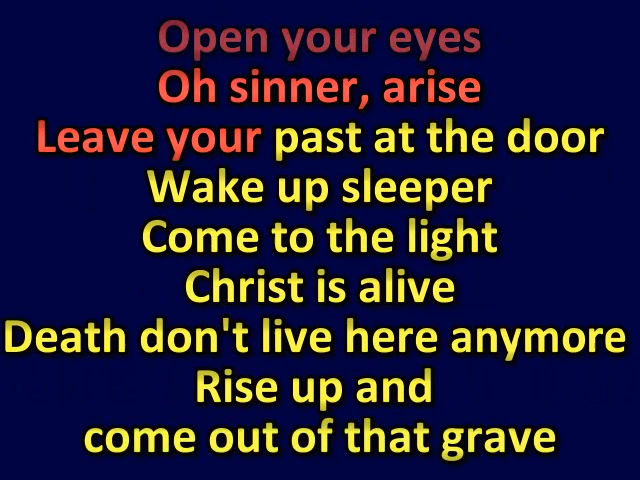 Open your eyes
Oh sinner, arise
Leave your past at the door
Wake up sleeper
Come to the light
Christ is alive
Death don't live here anymore
Rise up and
come out of that grave